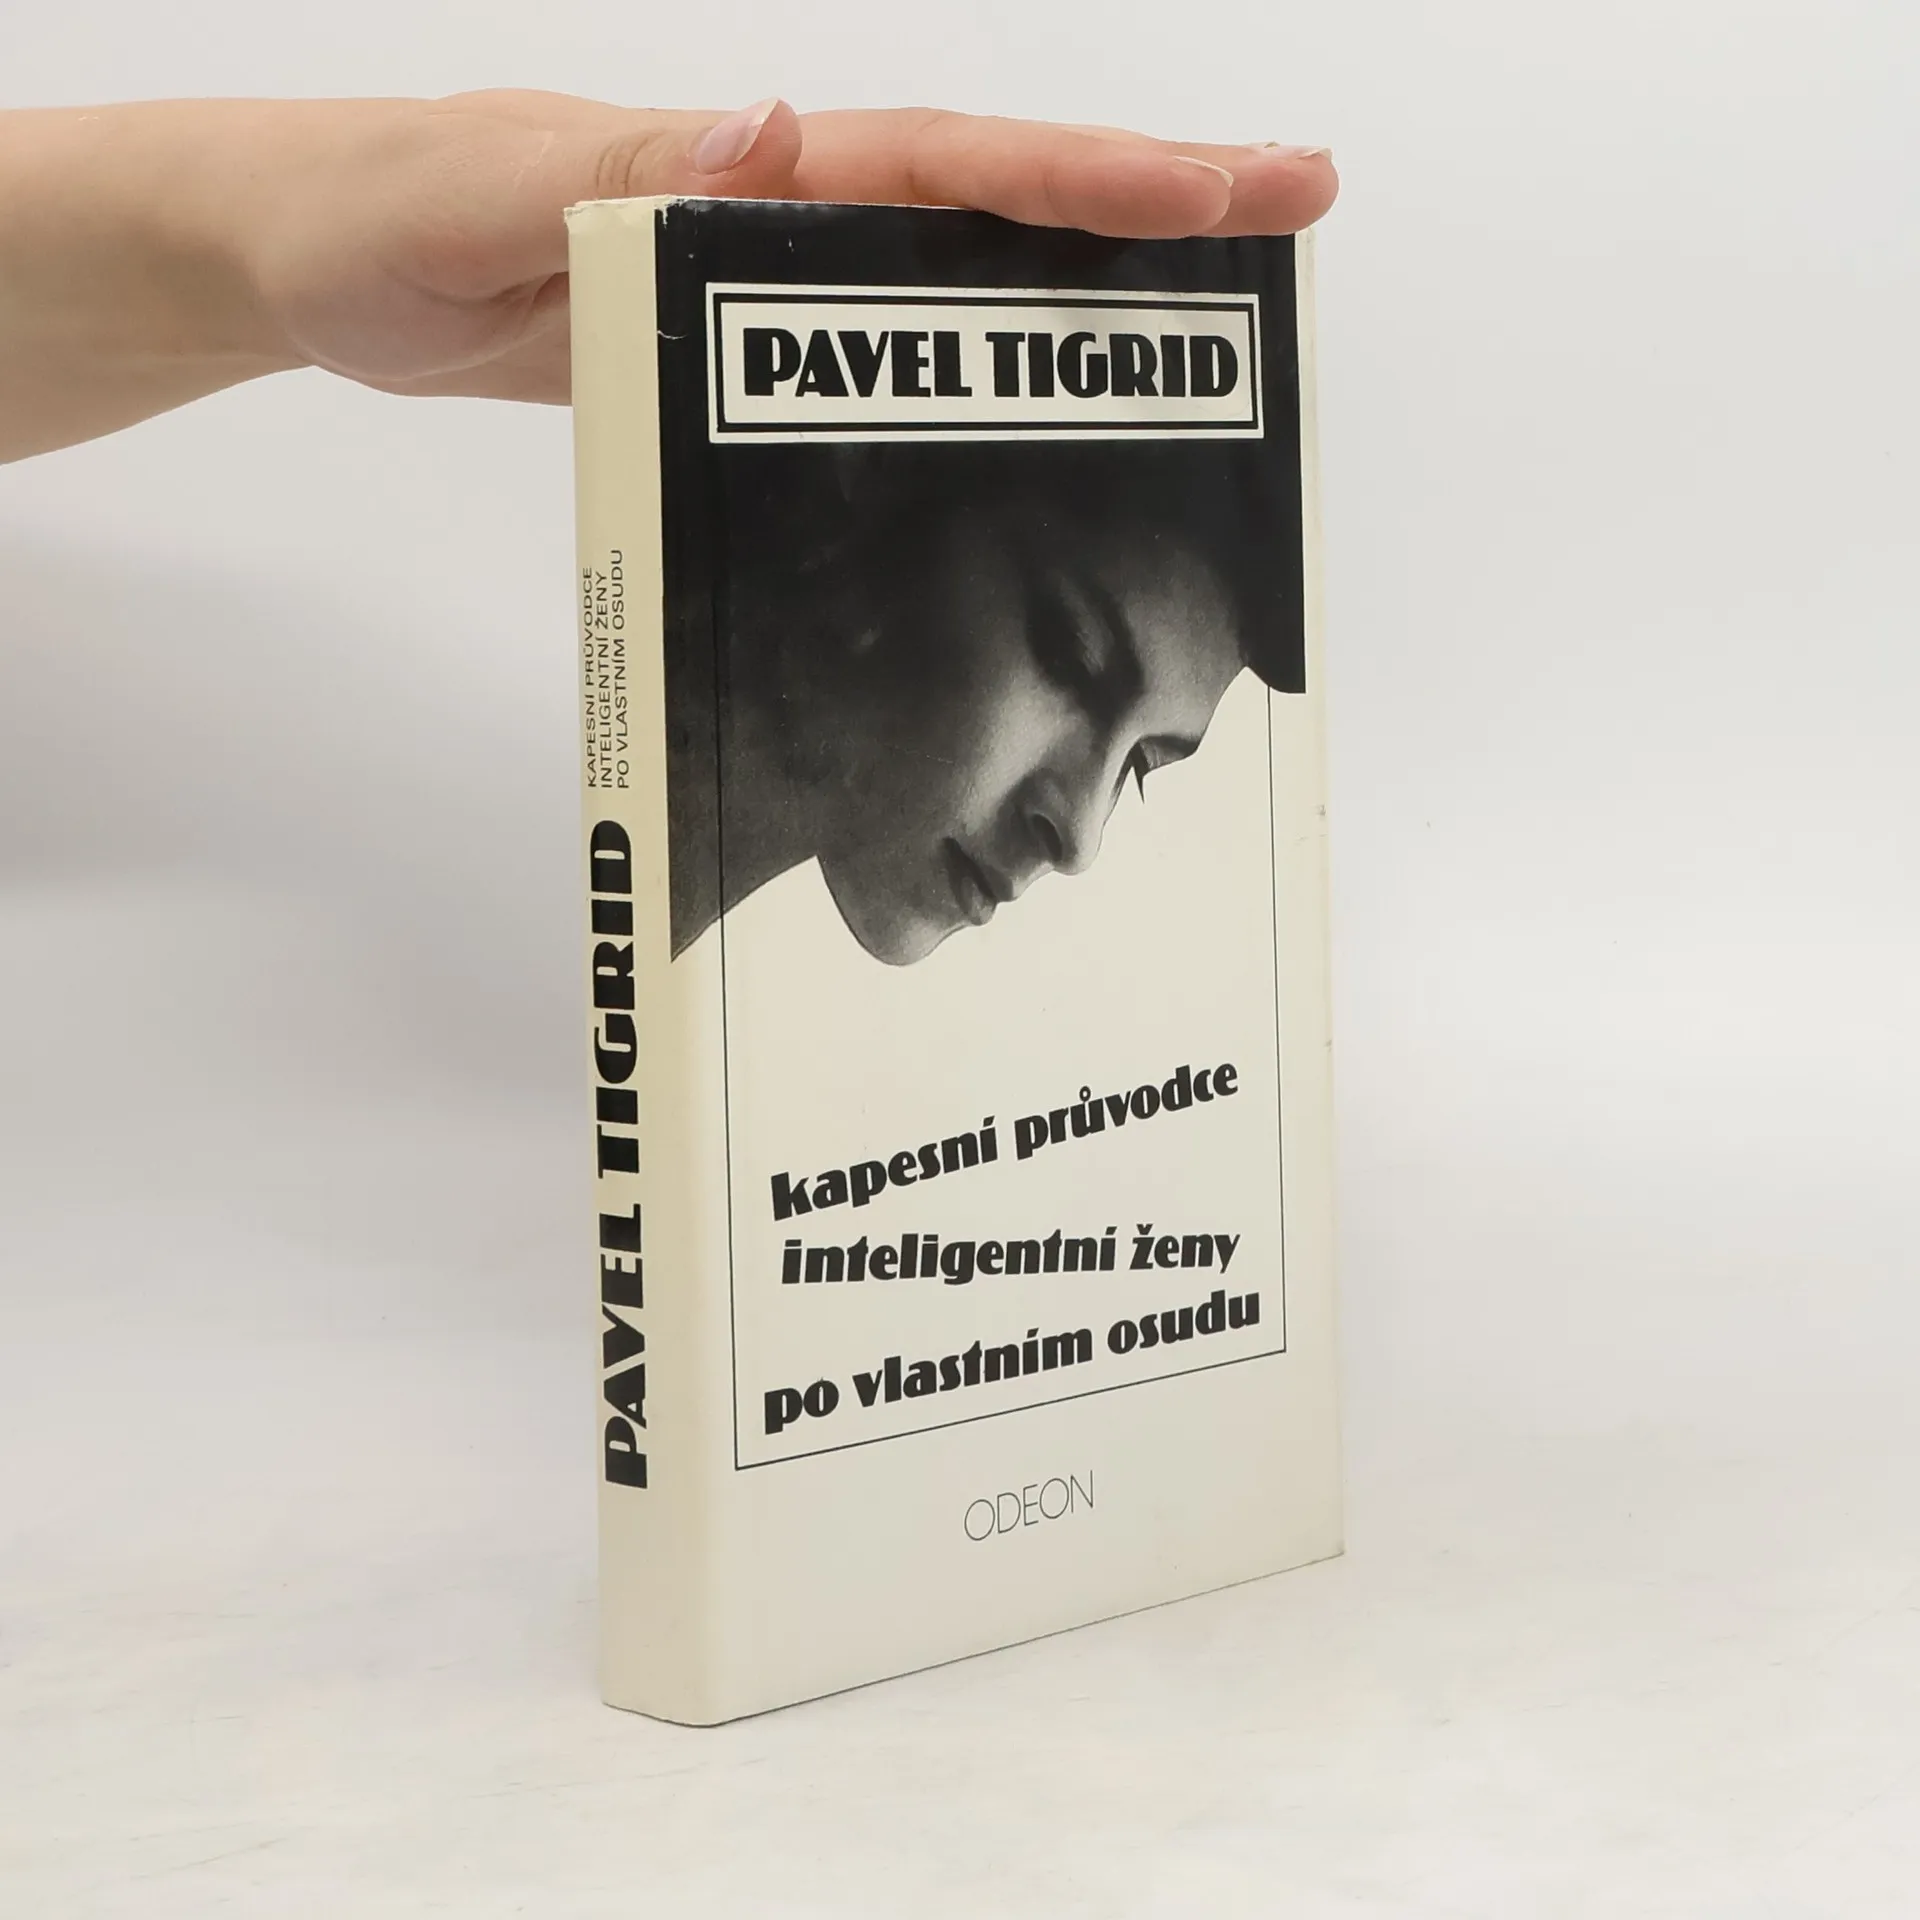 PAVEL TIGRID
kapesní průvodce
inteligentní ženy
po vlastním osudu
ODEON
KAPESNÍ PRŮVODCE
INTELIGENTNÍ ŽENY
PO VLASTNÍM OSUDU
PAVEL TIGRID